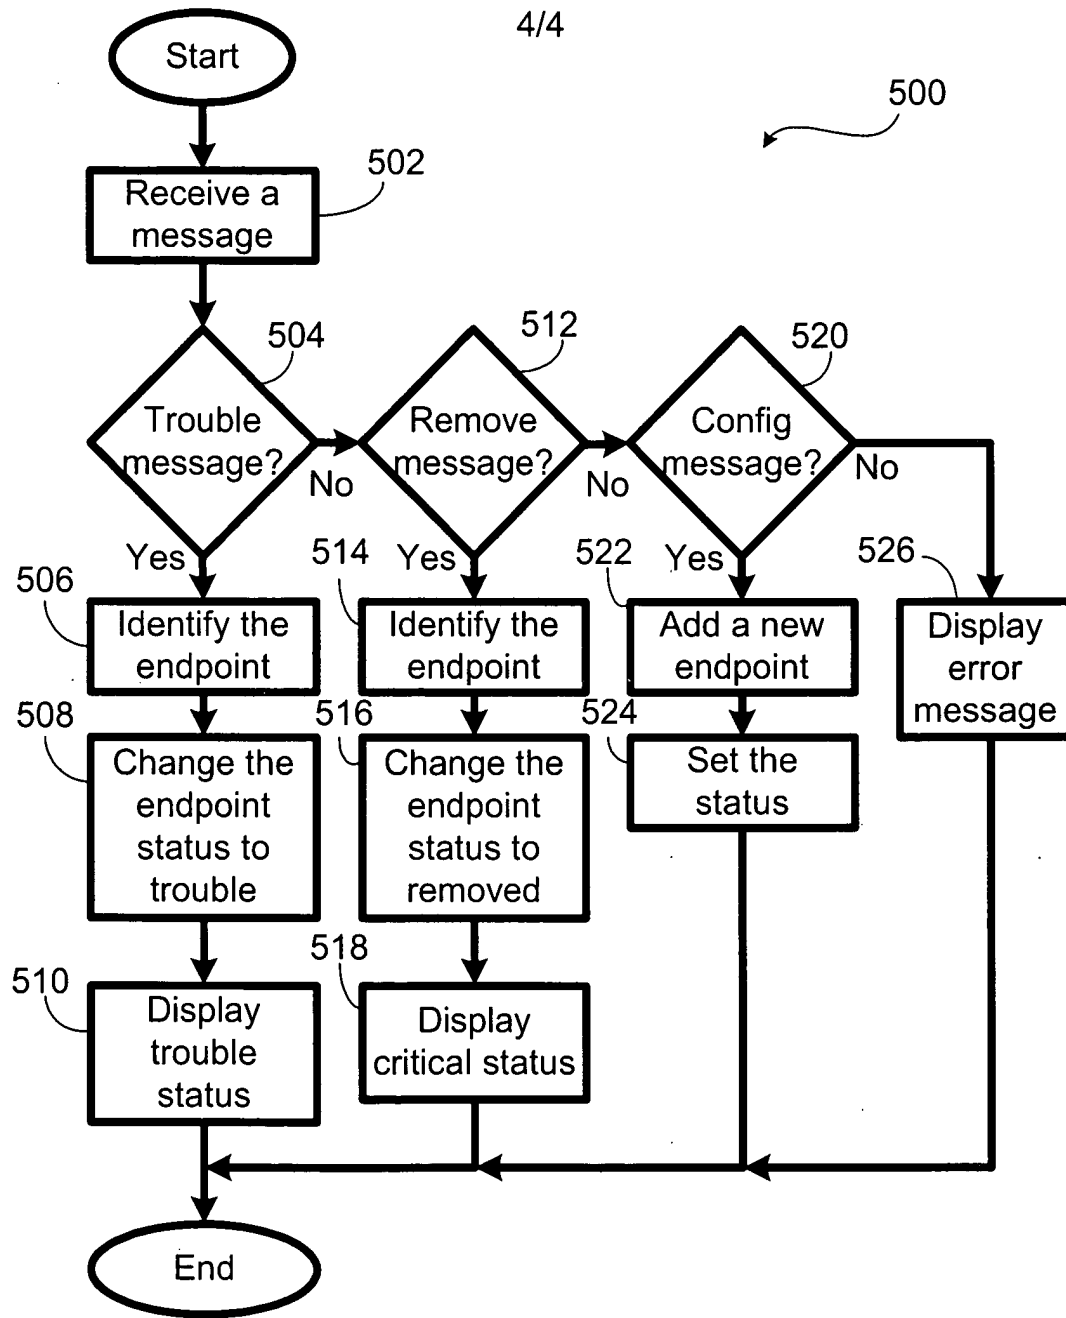 4/4
Start
500
502
Receive a
message
504
512
520
Trouble
message?
Remove
message?
Config
message?
No
No
No
Yes
Yes
Yes
506
514
522
526
Identify the
endpoint
Identify the
endpoint
Add a new
endpoint
Display
error
message
508
516
524
Change the
endpoint
status to
trouble
Change the
endpoint
status to
removed
Set the
status
510
518
Display
trouble
status
Display
critical status
End